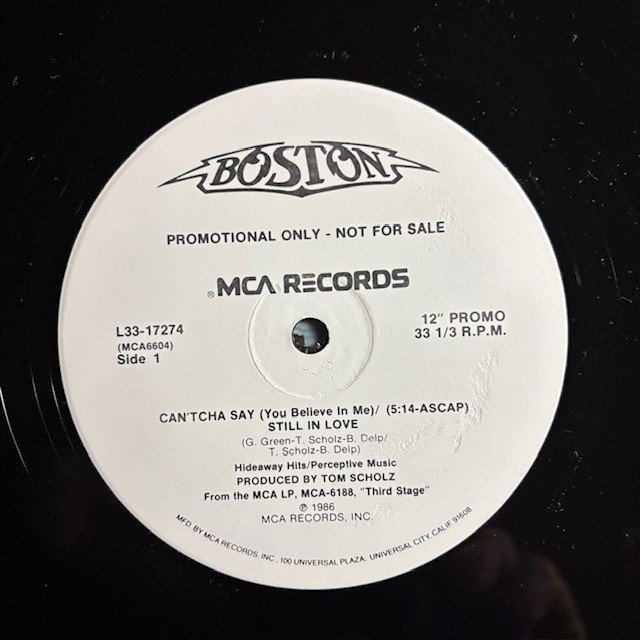 BOSTON
PROMOTIONAL ONLY - NOT FOR SALE
® MCA RECORDS
L33-17274
(MCA6604)
Side 1
12" PROMO
33 1/3 R.P.M.
CAN'TCHA SAY (You Believe In Me)/ (5:14-ASCAP)
STILL IN LOVE
(G. Green-T. Scholz-B. Delp/
T. Scholz-B. Delp)
Hideaway Hits/Perceptive Music
PRODUCED BY TOM SCHOLZ
From the MCA LP, MCA-6188, "Third Stage"
℗ 1986
MCA RECORDS, INC.
MFD. BY MCA RECORDS, INC., 100 UNIVERSAL PLAZA, UNIVERSAL CITY, CALIF. 91608